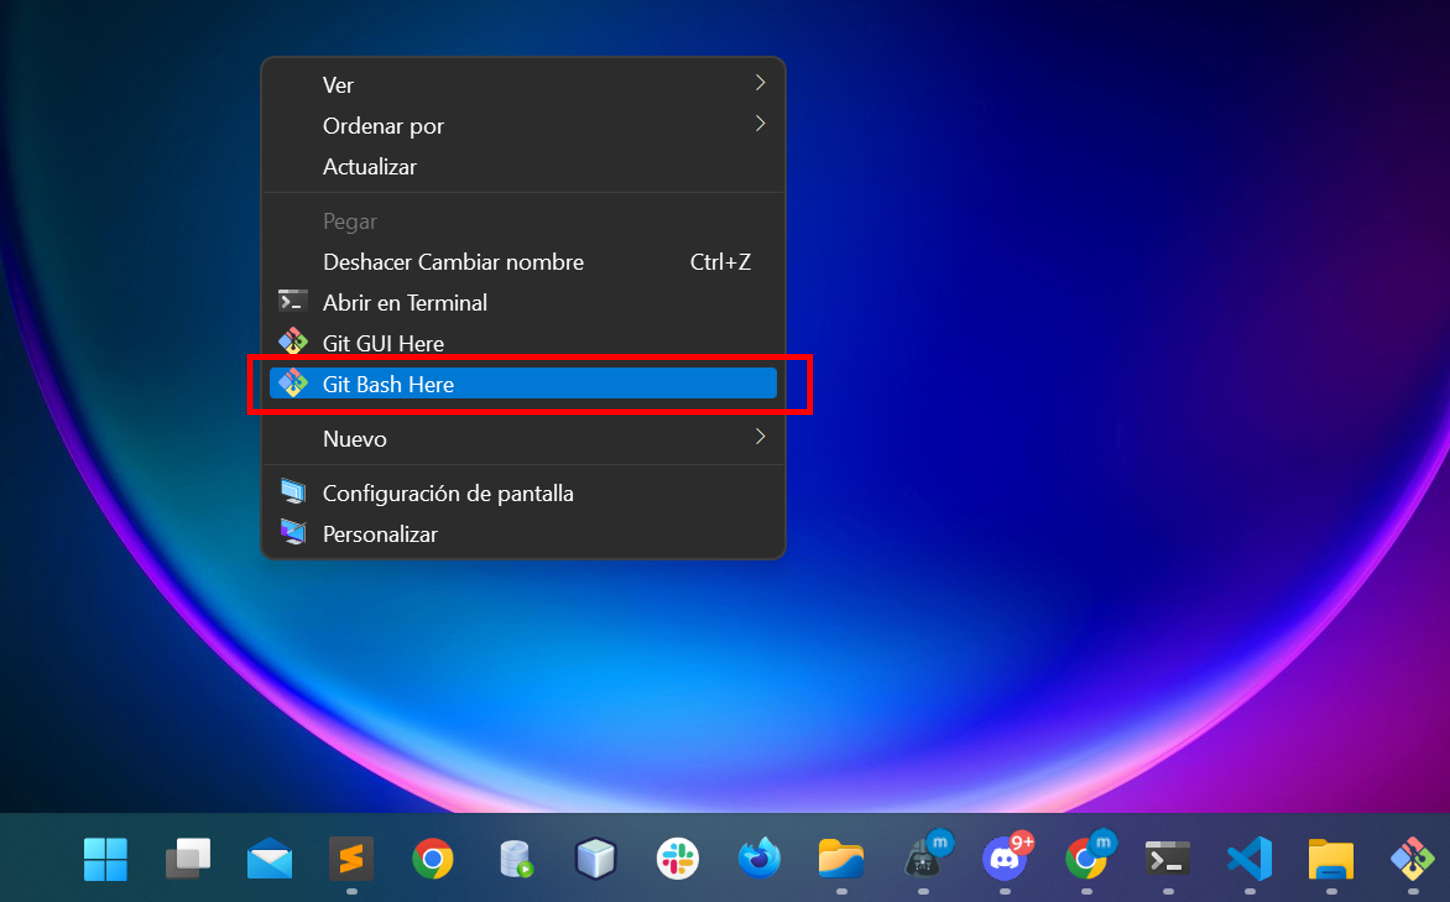 Ver
Ordenar por
Actualizar
Pegar
Deshacer Cambiar nombre Ctrl+Z
Abrir en Terminal
Git GUI Here
Git Bash Here
Nuevo
Configuración de pantalla
Personalizar
m
9+
m